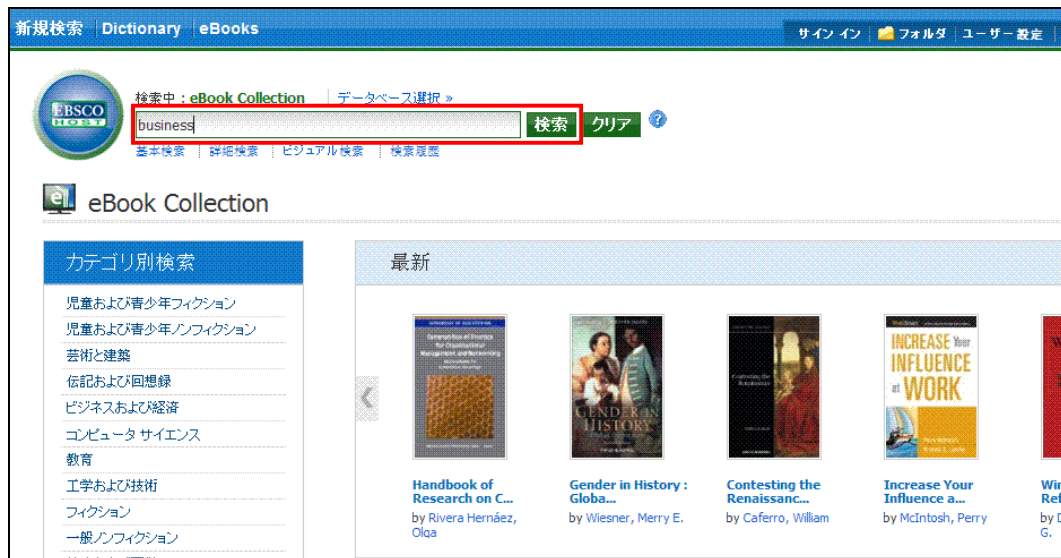 新規検索 Dictionary eBooks
サイン イン フォルダ ユーザー設定
EBSCO
HOST
検索中 : eBook Collection データベース選択 »
business 検索 クリア ?
基本検索 詳細検索 ビジュアル検索 検索履歴
eBook Collection
カテゴリ別検索
児童および青少年フィクション
児童および青少年ノンフィクション
芸術と建築
伝記および回想録
ビジネスおよび経済
コンピュータ サイエンス
教育
工学および技術
フィクション
一般ノンフィクション
最新
Handbook of
Research on C...
by Rivera Hernáez,
Olga
GENDER IN
HISTORY
Gender in History :
Globa...
by Wiesner, Merry E.
Contesting the
Renaissance
Contesting the
Renaissanc...
by Caferro, William
INCREASE Your
INFLUENCE
at WORK
Increase Your
Influence a...
by McIntosh, Perry
Wir
Ref
by D
G.